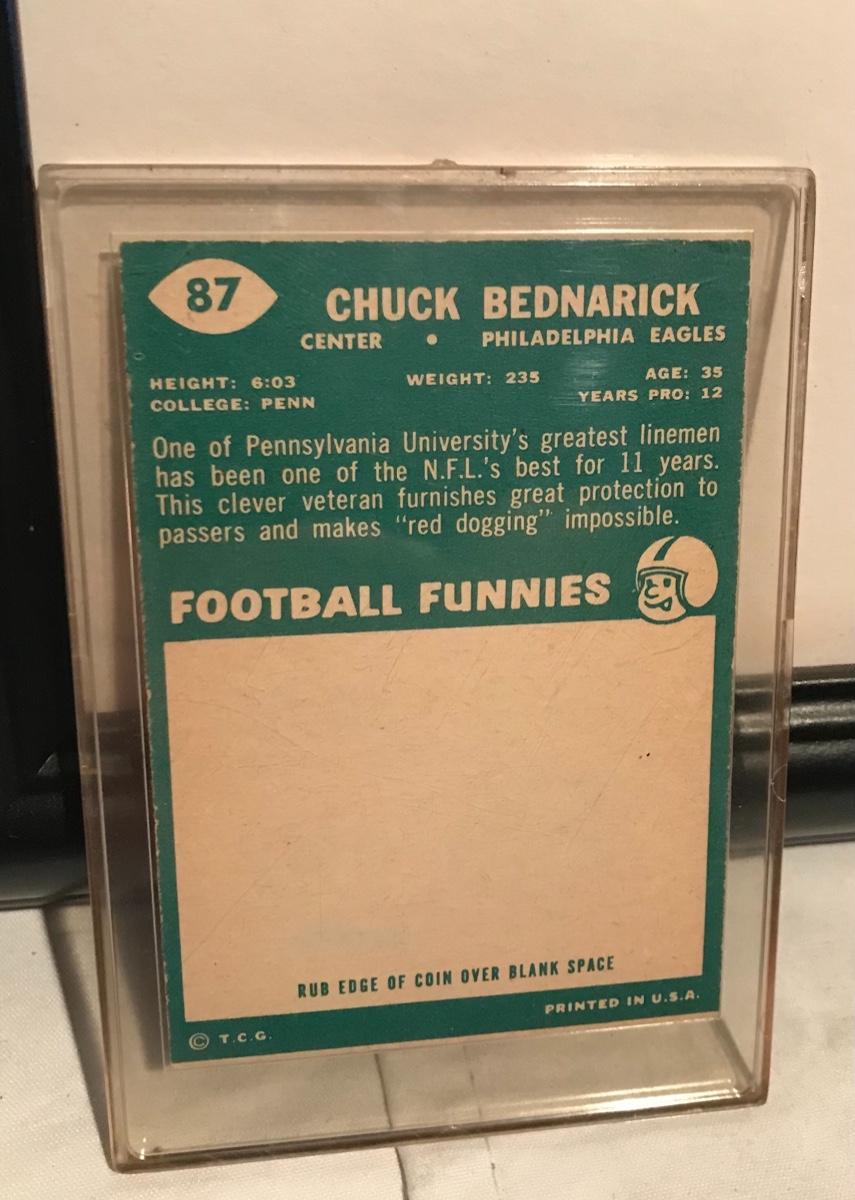 87
CHUCK BEDNARICK
CENTER • PHILADELPHIA EAGLES
HEIGHT: 6:03 WEIGHT: 235 AGE: 35
COLLEGE: PENN YEARS PRO: 12
One of Pennsylvania University's greatest linemen
has been one of the N.F.L.'s best for 11 years.
This clever veteran furnishes great protection to
passers and makes "red dogging" impossible.
FOOTBALL FUNNIES
RUB EDGE OF COIN OVER BLANK SPACE
© T.C.G. PRINTED IN U.S.A.